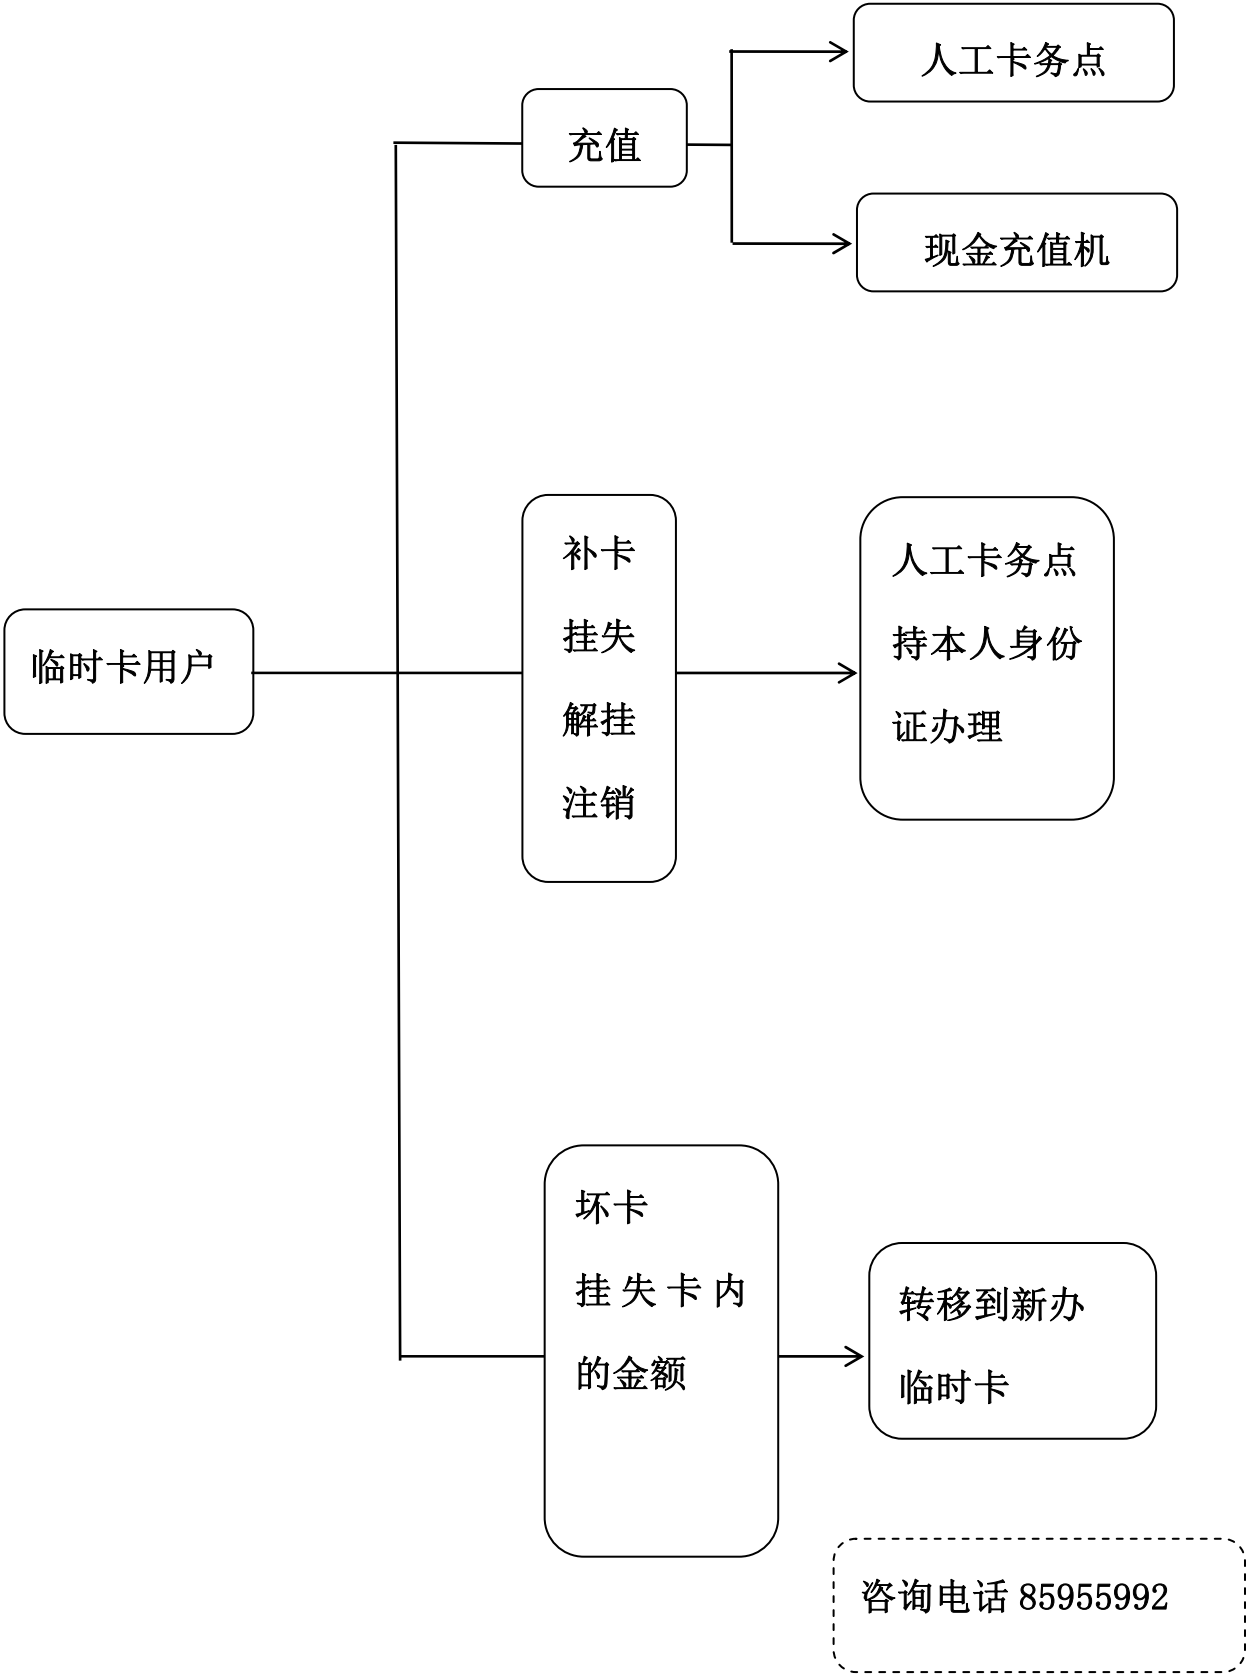 人工卡务点
充值
现金充值机
临时卡用户
补卡
挂失
解挂
注销
人工卡务点
持本人身份
证办理
坏卡
挂失卡内
的金额
转移到新办
临时卡
咨询电话 85955992